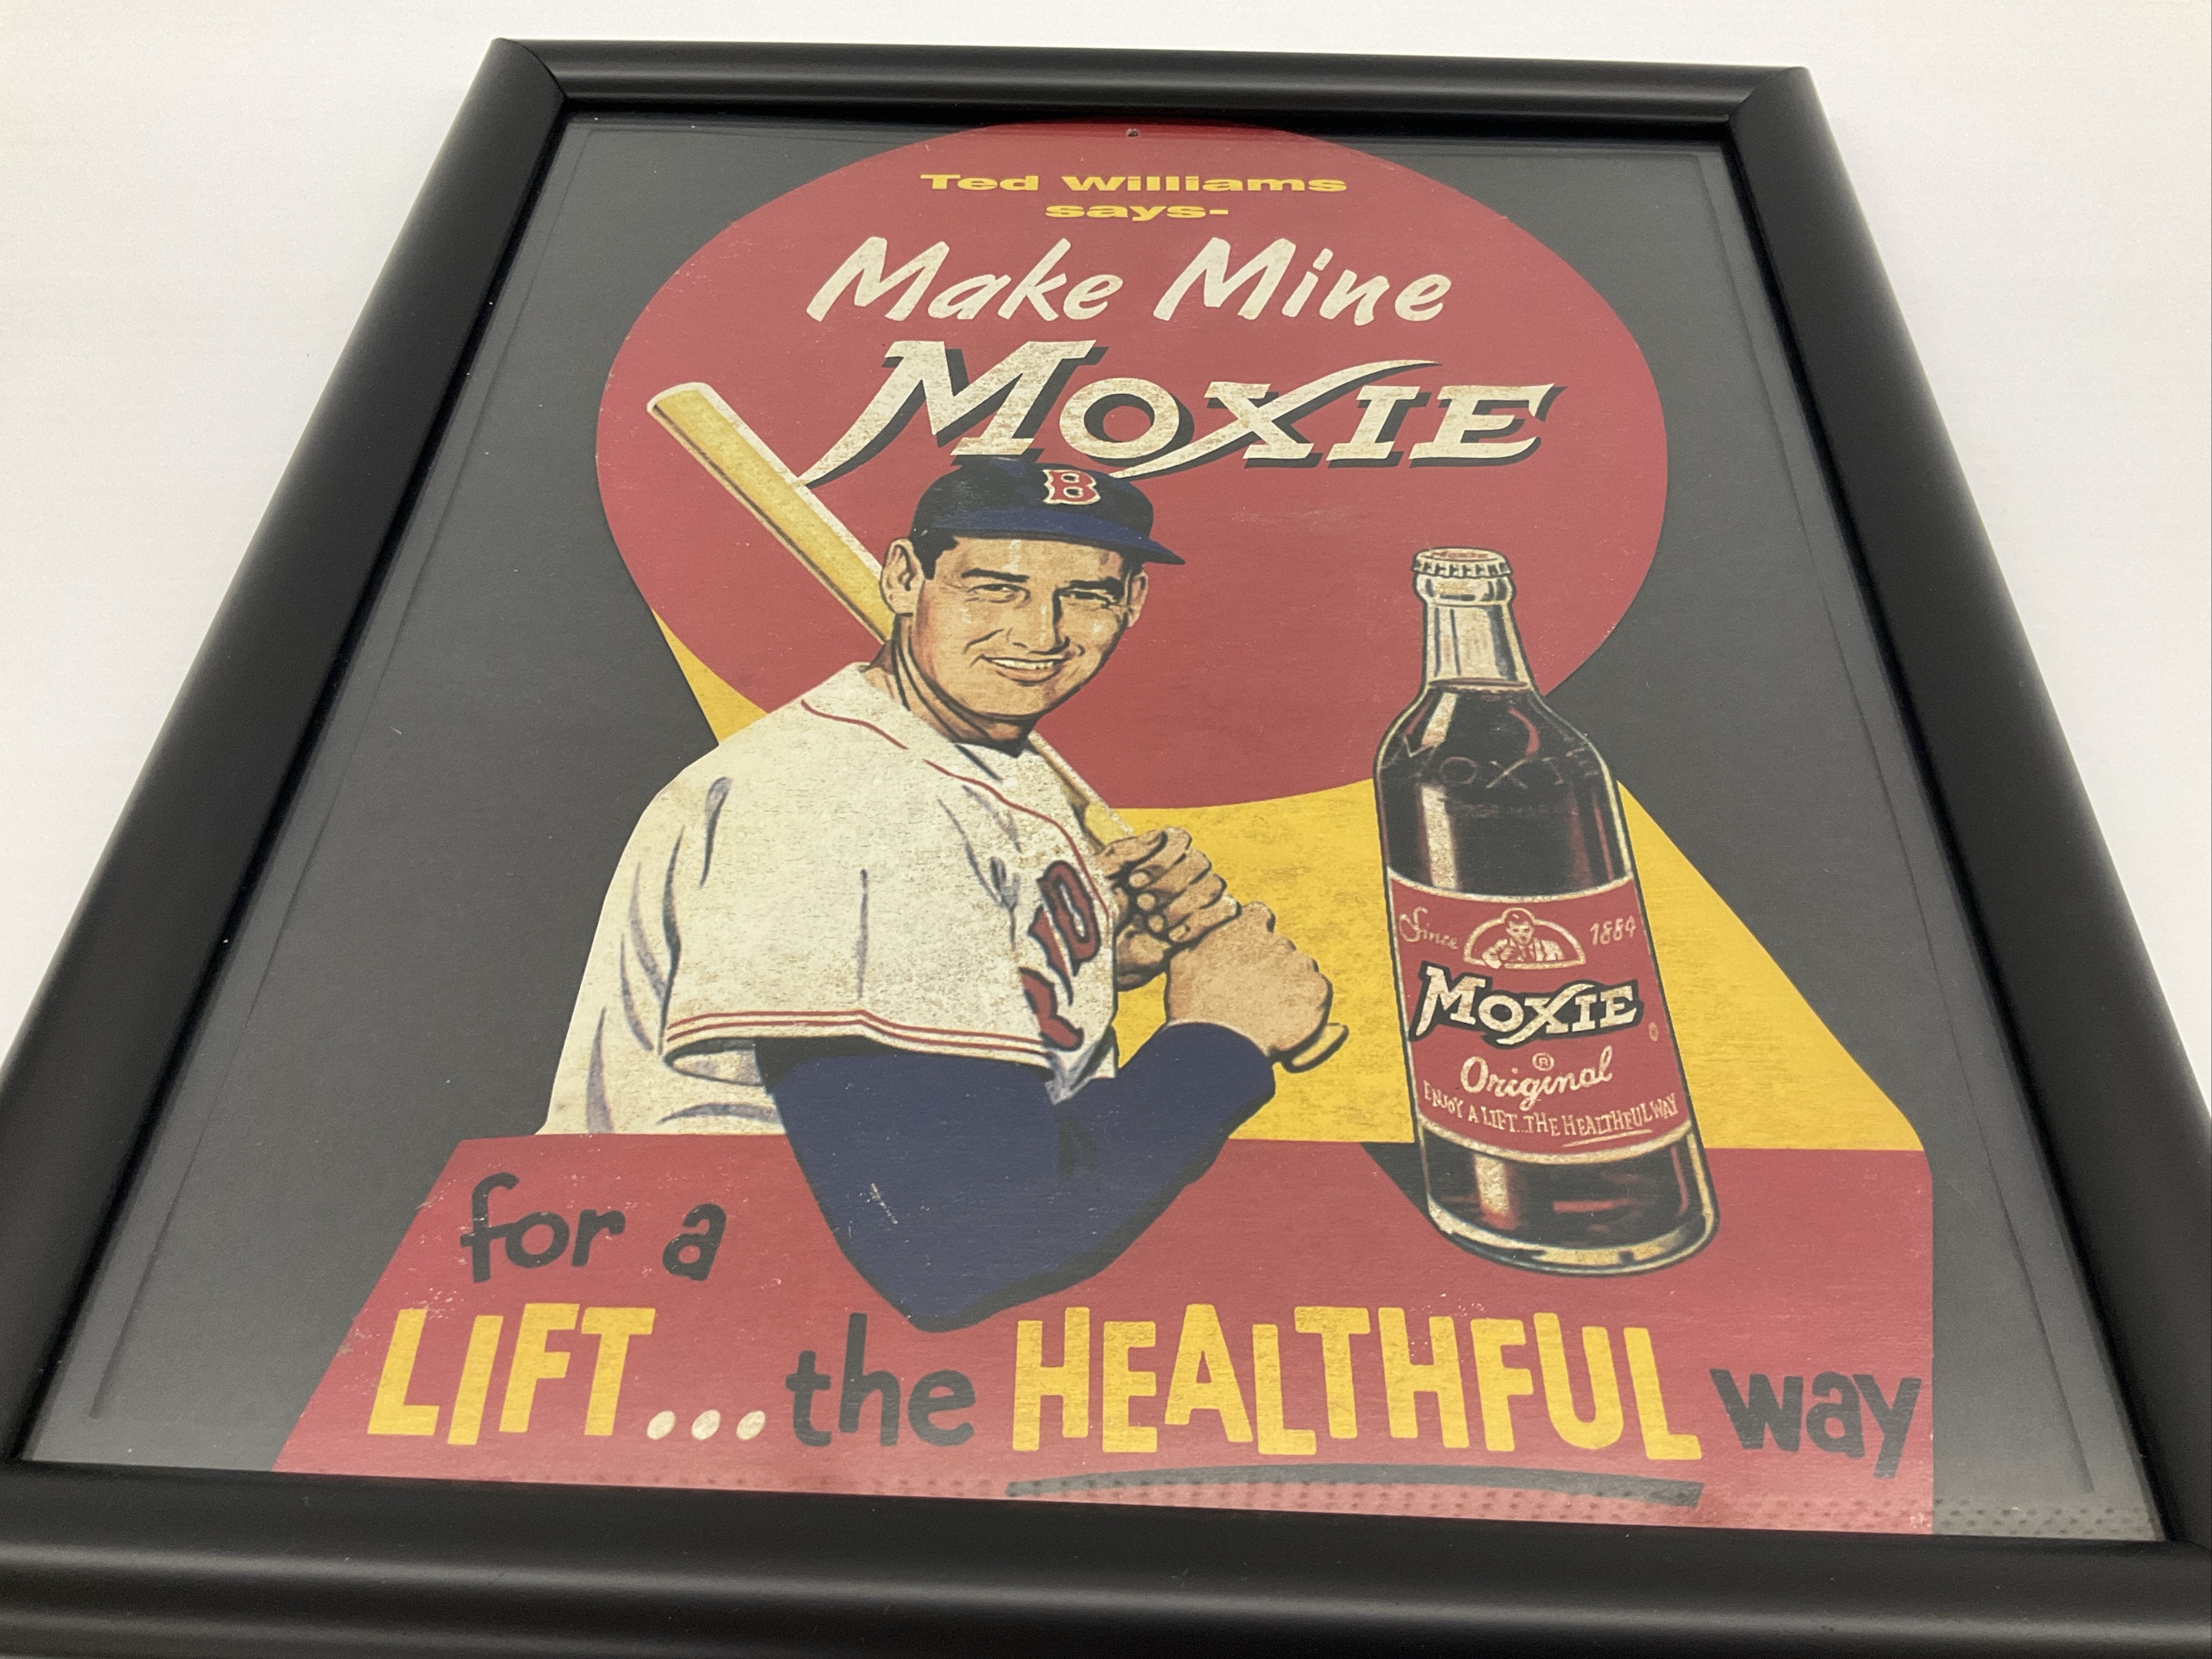 Ted Williams
says-
Make Mine
MOXIE
B
RED
Since 1884
MOXIE
®
Original
ENJOY A LIFT...THE HEALTHFUL WAY
for a
LIFT...the HEALTHFUL way